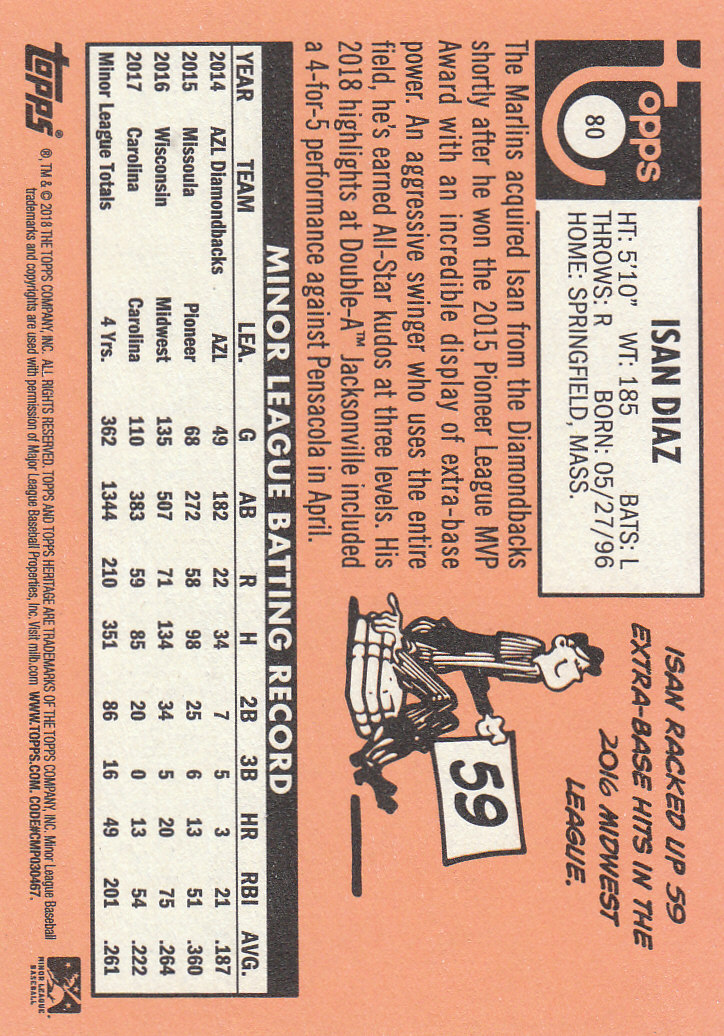 topps
80
ISAN DIAZ
HT: 5'10" WT: 185 BATS: L
THROWS: R BORN: 05/27/96
HOME: SPRINGFIELD, MASS.
The Marlins acquired Isan from the Diamondbacks
shortly after he won the 2015 Pioneer League MVP
Award with an incredible display of extra-base
power. An aggressive swinger who uses the entire
field, he's earned All-Star kudos at three levels. His
2018 highlights at Double-A™ Jacksonville included
a 4-for-5 performance against Pensacola in April.
ISAN RACKED UP 59
EXTRA-BASE HITS IN THE
2016 MIDWEST
LEAGUE.
59
MINOR LEAGUE BATTING RECORD
YEAR TEAM LEA. G AB R H 2B 3B HR RBI AVG.
2014 AZL Diamondbacks AZL 49 182 22 34 7 5 3 21 .187
2015 Missoula Pioneer 68 272 58 98 25 6 13 51 .360
2016 Wisconsin Midwest 135 507 71 134 34 5 20 75 .264
2017 Carolina Carolina 110 383 59 85 20 0 13 54 .222
Minor League Totals 4 Yrs. 362 1344 210 351 86 16 49 201 .261
topps®
®, TM & © 2018 THE TOPPS COMPANY, INC. ALL RIGHTS RESERVED. TOPPS AND TOPPS HERITAGE ARE TRADEMARKS OF THE TOPPS COMPANY, INC. Minor League Baseball
trademarks and copyrights are used with permission of Major League Baseball Properties, Inc. Visit milb.com WWW.TOPPS.COM. CODE#CMP030467.
MINOR LEAGUE
BASEBALL